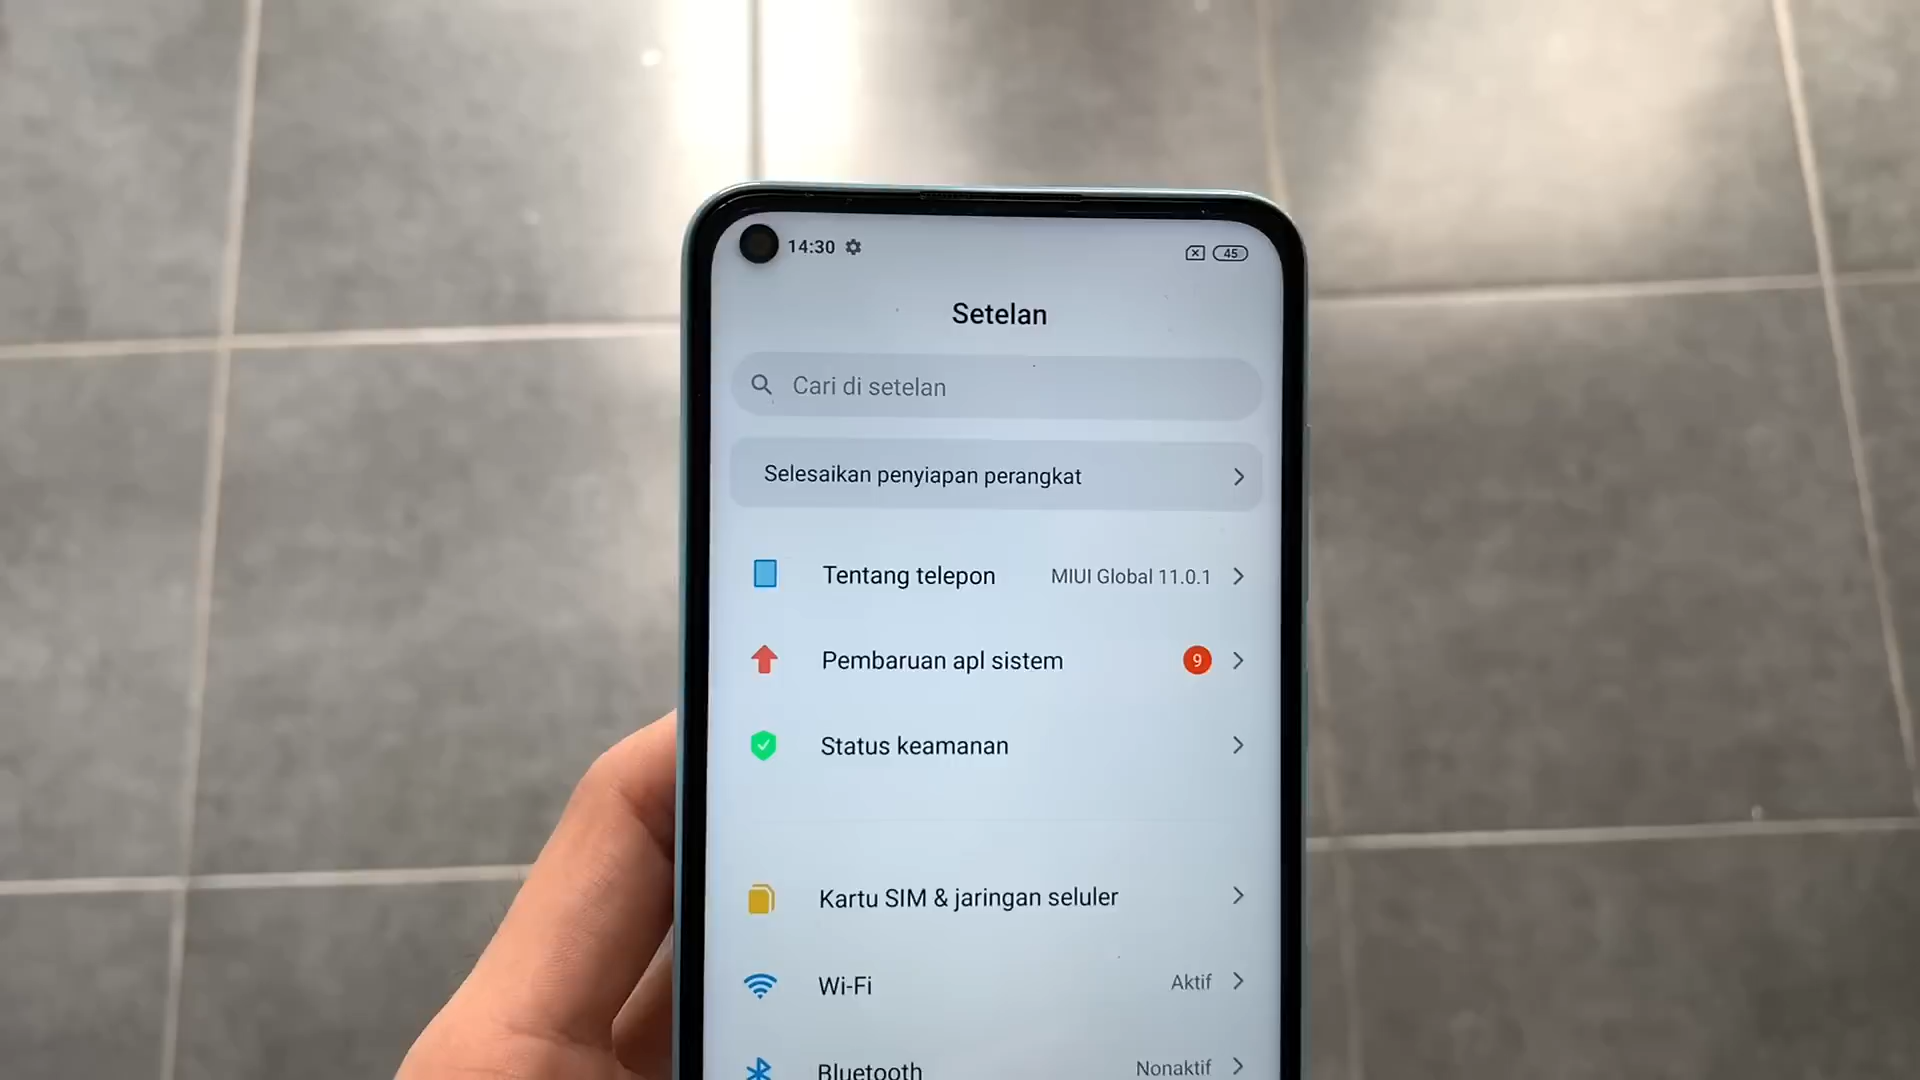 14:30
45
Setelan
Cari di setelan
Selesaikan penyiapan perangkat
Tentang telepon MIUI Global 11.0.1
Pembaruan apl sistem 9
Status keamanan
Kartu SIM & jaringan seluler
Wi-Fi Aktif
Bluetooth Nonaktif